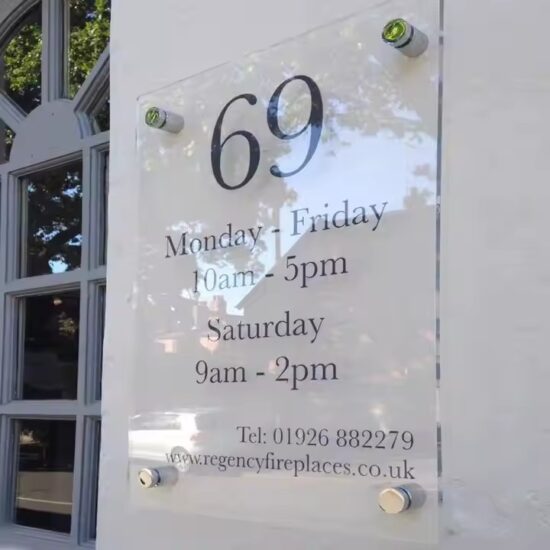 69
Monday - Friday
10am - 5pm
Saturday
9am - 2pm
Tel: 01926 882279
www.regencyfireplaces.co.uk